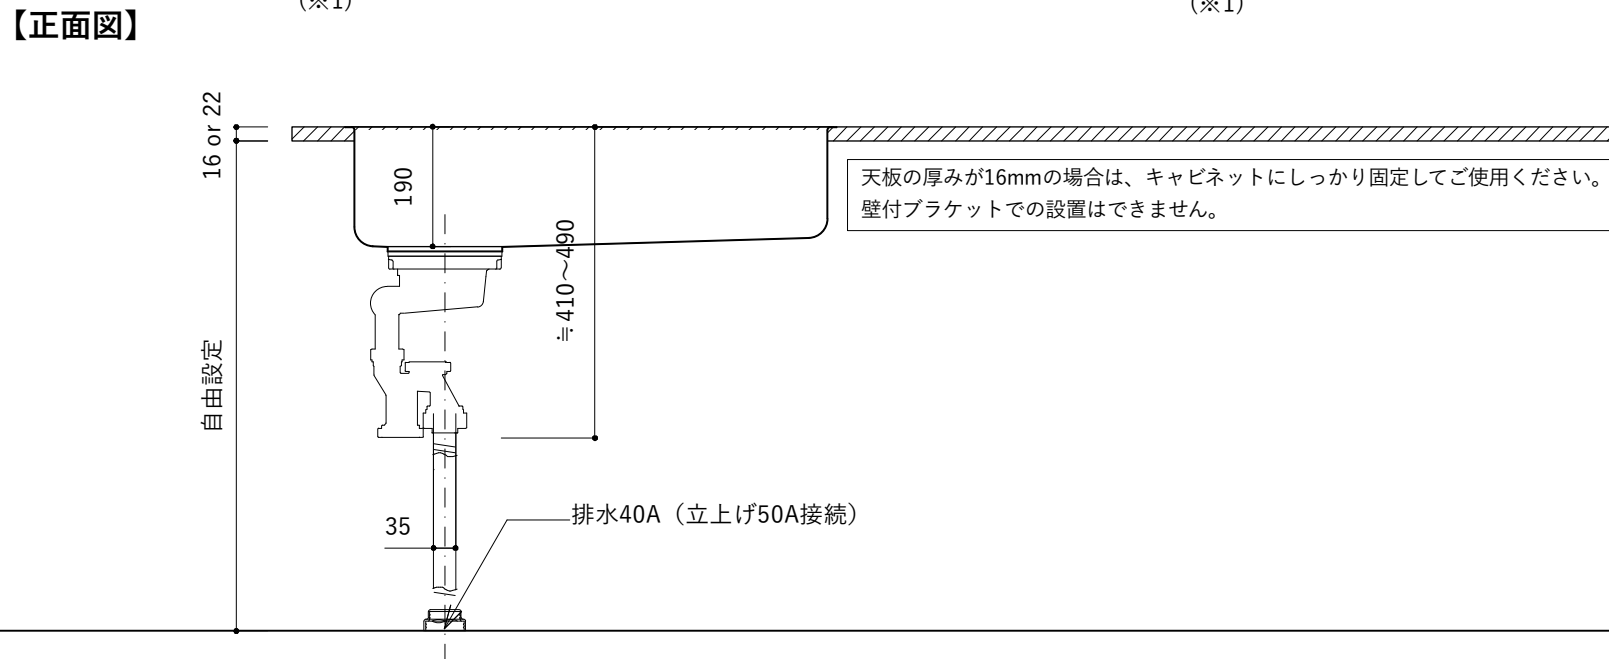 (※1)
(※1)
【正面図】
16 or 22
190
天板の厚みが16mmの場合は、キャビネットにしっかり固定してご使用ください。
壁付ブラケットでの設置はできません。
≒410〜490
自由設定
排水40A（立上げ50A接続）
35